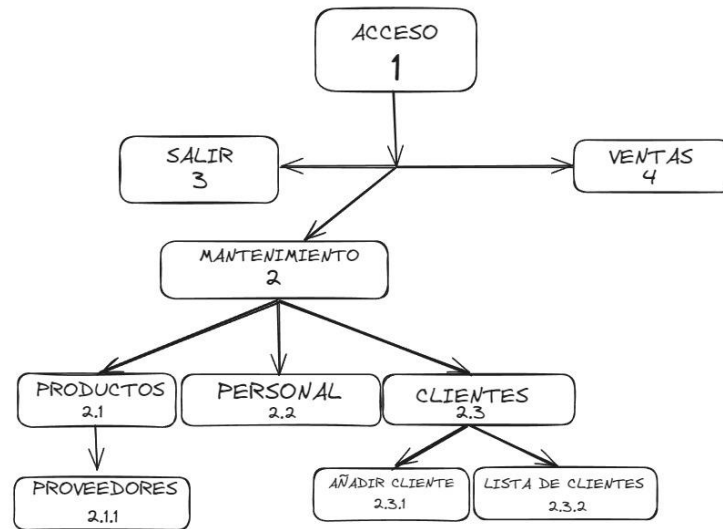 ACCESO
1
SALIR
3
VENTAS
4
MANTENIMIENTO
2
PRODUCTOS
2.1
PERSONAL
2.2
CLIENTES
2.3
PROVEEDORES
2.1.1
AÑADIR CLIENTE
2.3.1
LISTA DE CLIENTES
2.3.2